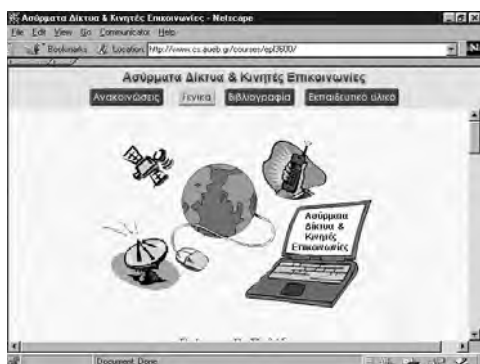 Ασύρματα Δίκτυα & Κινητές Επικοινωνίες - Netscape
File Edit View Go Communicator Help
Bookmarks Location: http://www.cs.aueb.gr/courses/epl3600/
Ασύρματα Δίκτυα & Κινητές Επικοινωνίες
Ανακοινώσεις Γενικά Βιβλιογραφία Εκπαιδευτικό υλικό
Ασύρματα
Δίκτυα &
Κινητές
Επικοινωνίες
Document: Done